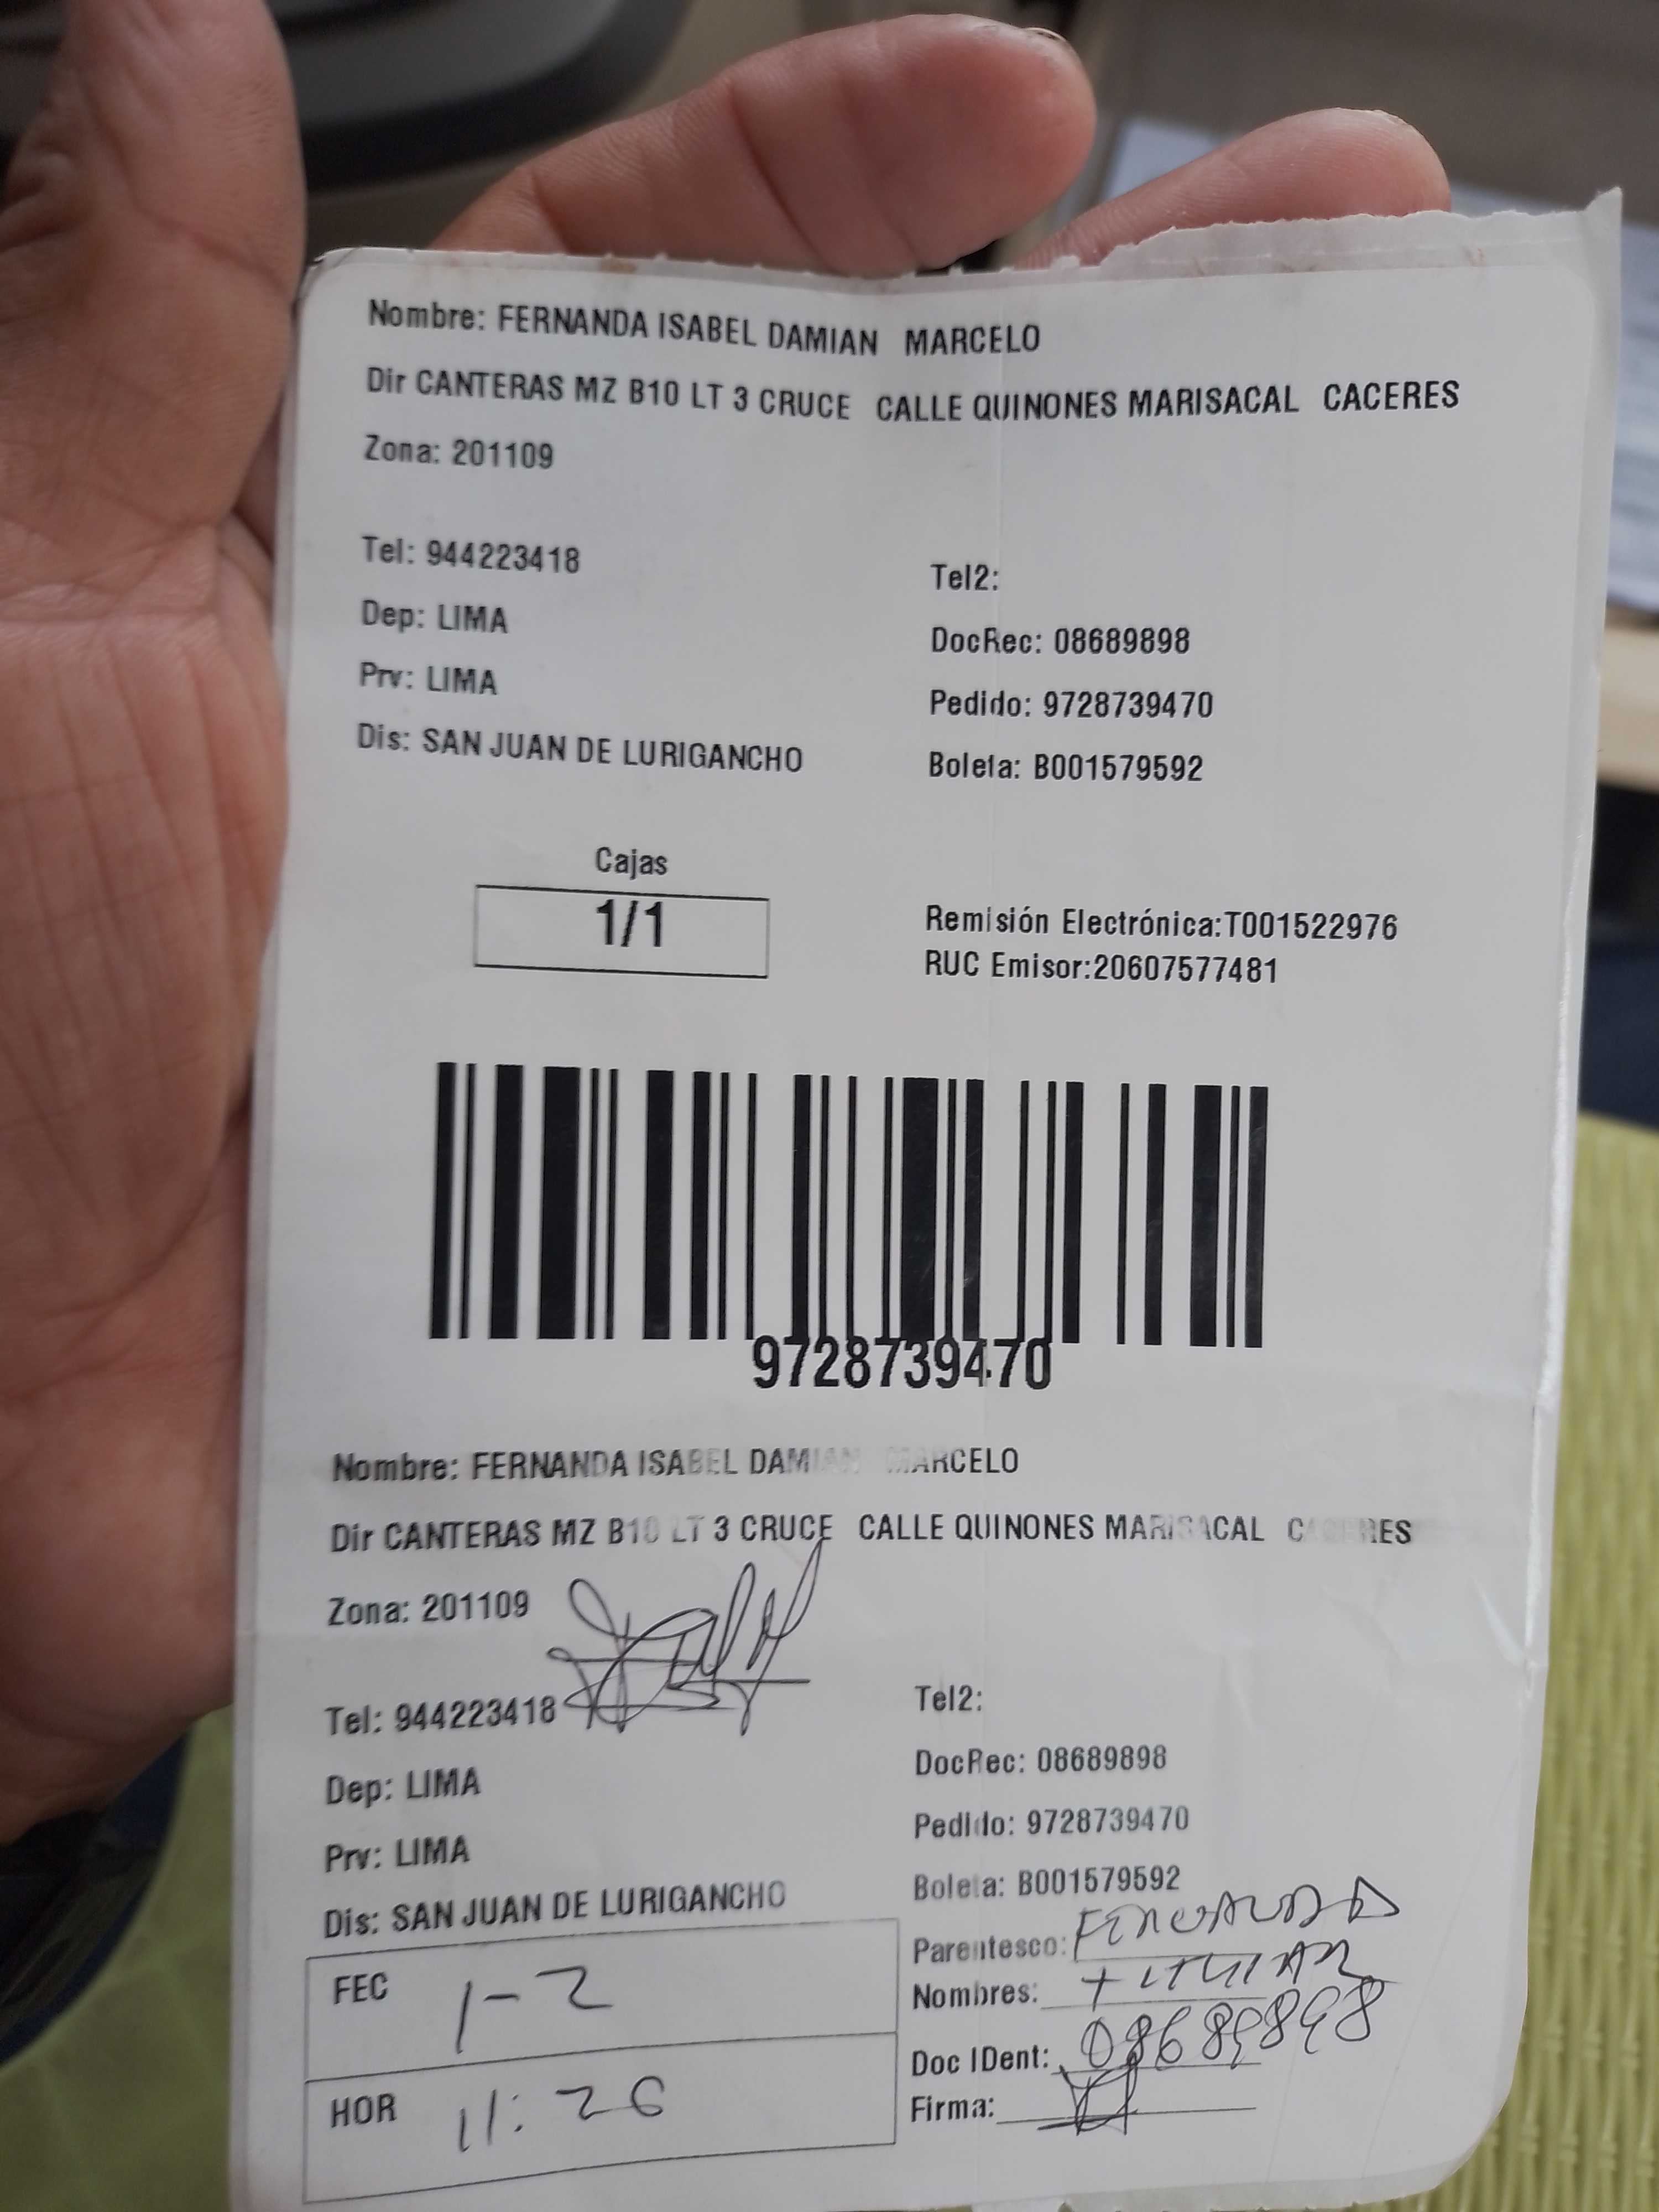 Nombre: FERNANDA ISABEL DAMIAN MARCELO
Dir CANTERAS MZ B10 LT 3 CRUCE CALLE QUINONES MARISACAL CACERES
Zona: 201109
Tel: 944223418
Tel2:
Dep: LIMA
DocRec: 08689898
Prv: LIMA
Pedido: 9728739470
Dis: SAN JUAN DE LURIGANCHO
Boleta: B001579592
Cajas
1/1
Remisión Electrónica:T001522976
RUC Emisor:20607577481
9728739470
Nombre: FERNANDA ISABEL DAMIAN MARCELO
Dir CANTERAS MZ B10 LT 3 CRUCE CALLE QUINONES MARISACAL CACERES
Zona: 201109
Tel: 944223418
Tel2:
Dep: LIMA
DocRec: 08689898
Prv: LIMA
Pedido: 9728739470
Dis: SAN JUAN DE LURIGANCHO
Boleta: B001579592
FEC 1-2
Parentesco: FERNANDA
Nombres: TITULAR
HOR 11:26
Doc IDent: 08689898
Firma: